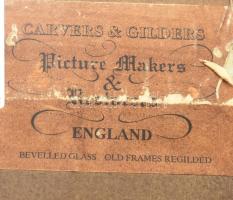 CARVERS & GILDERS
Picture Makers
&
ENGLAND
BEVELLED GLASS OLD FRAMES REGILDED